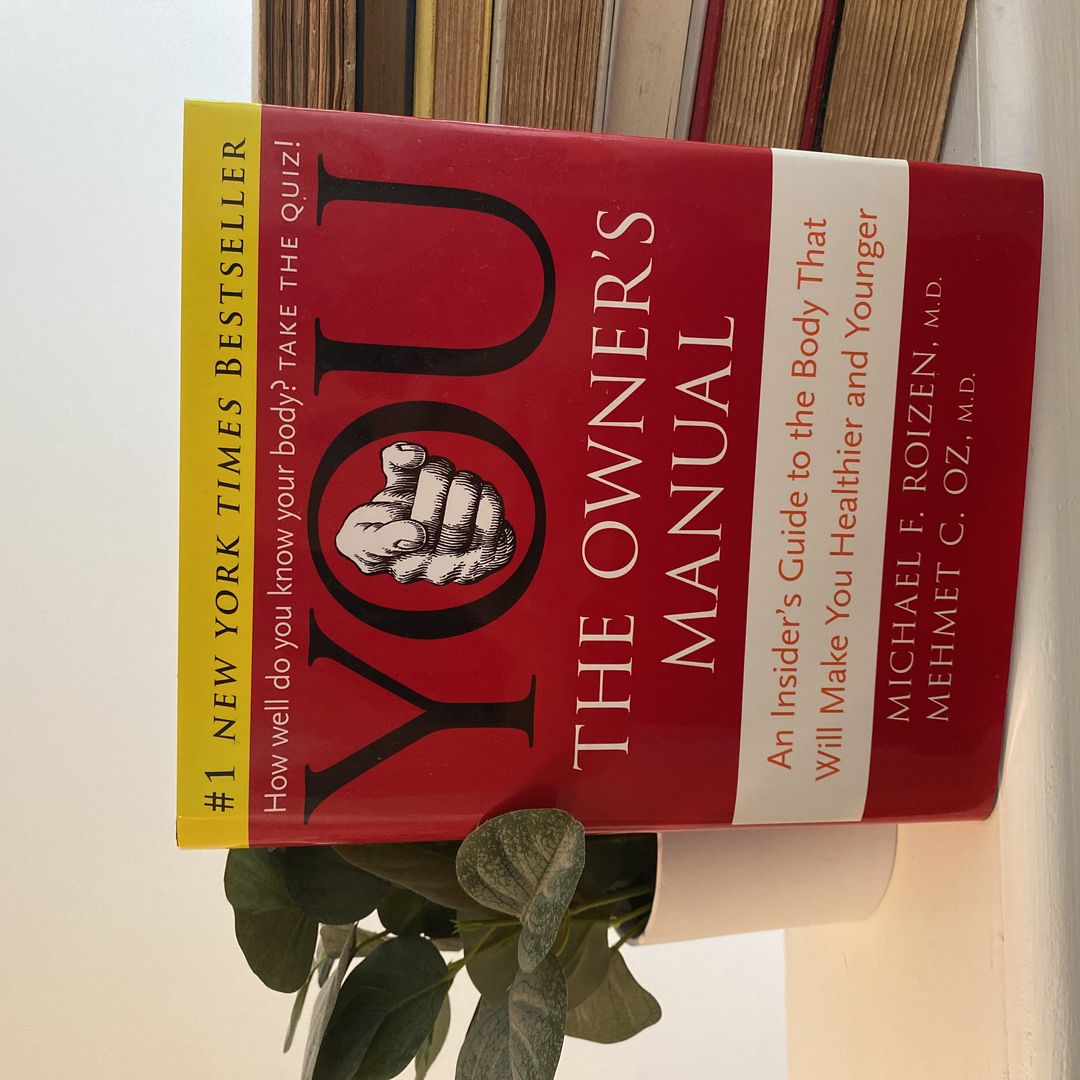 #1 NEW YORK TIMES BESTSELLER
How well do you know your body? TAKE THE QUIZ!
YOU
THE OWNER'S
MANUAL
An Insider's Guide to the Body That
Will Make You Healthier and Younger
MICHAEL F. ROIZEN, M.D.
MEHMET C. OZ, M.D.